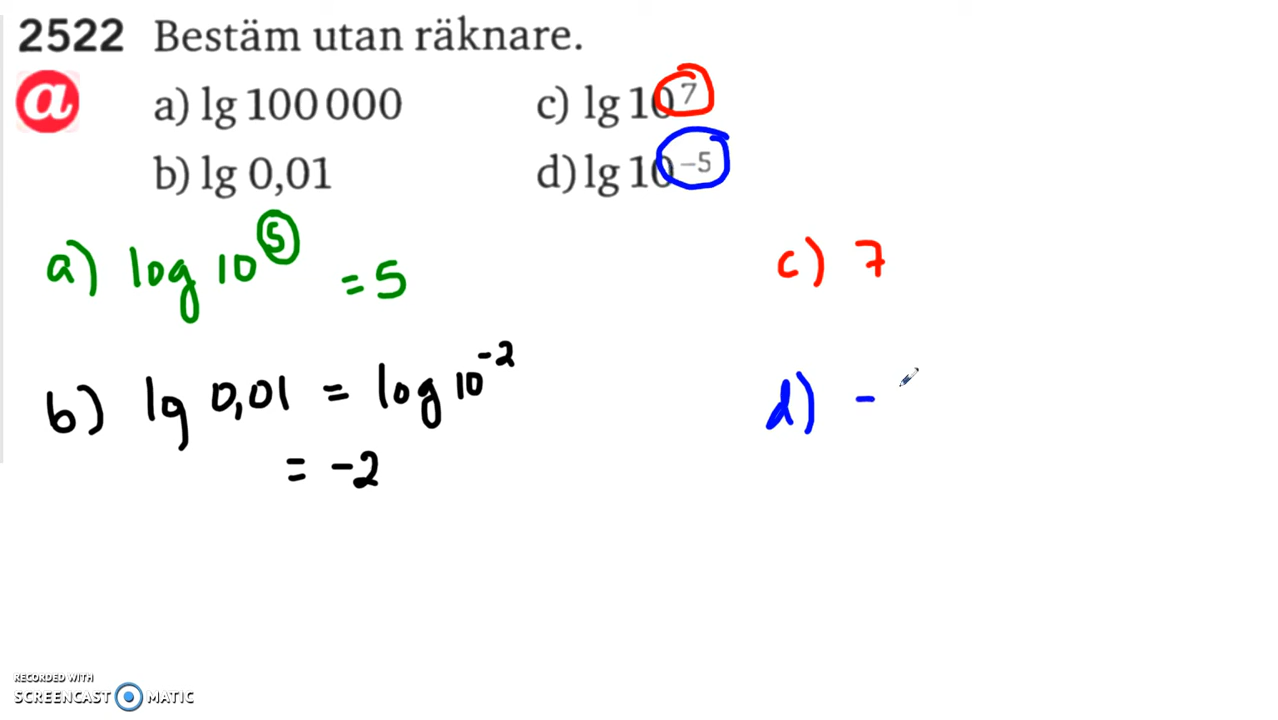 2522 Bestäm utan räknare.
a
a) lg 100 000
c) lg 10^7
b) lg 0,01
d) lg 10^-5
a) log 10^5 = 5
c) 7
b) lg 0,01 = log 10^-2
= -2
d) -
RECORDED WITH
SCREENCAST MATIC